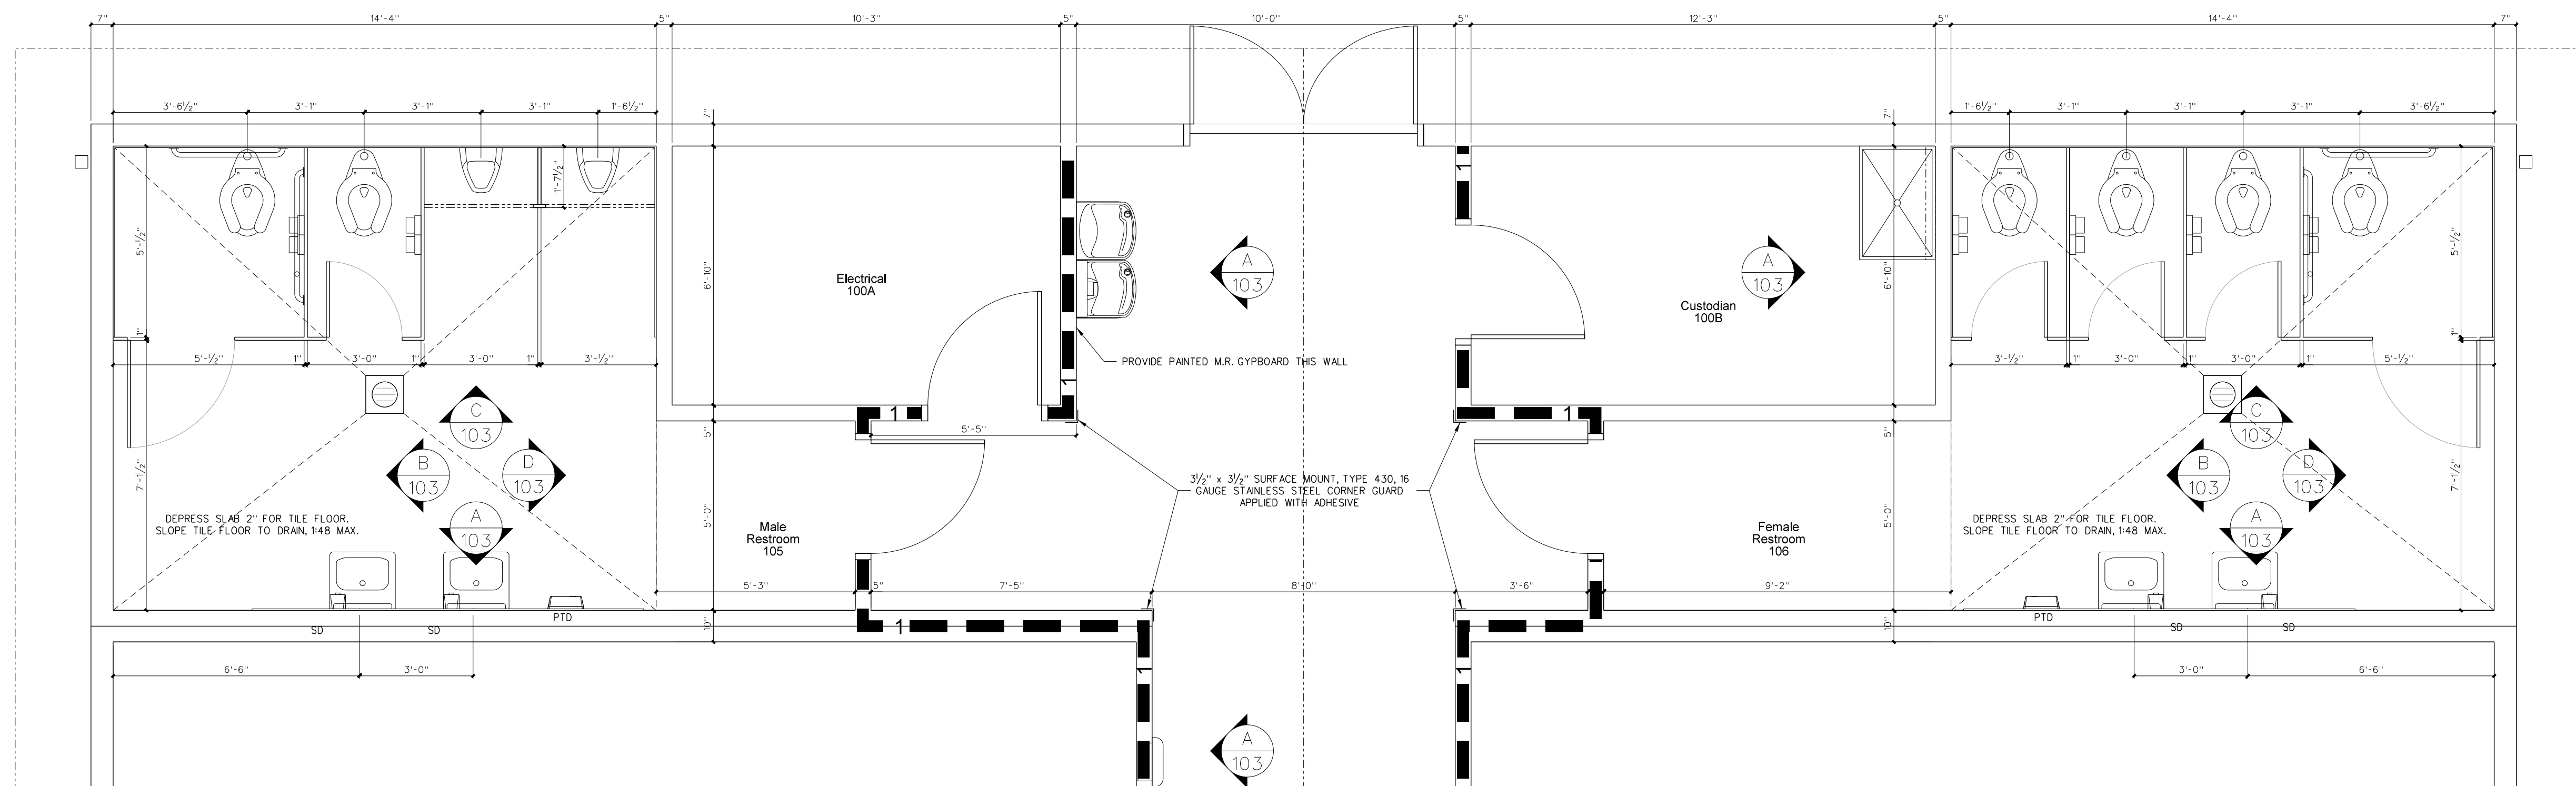 7"
14'-4"
5"
10'-3"
5"
10'-0"
5"
12'-3"
5"
14'-4"
7"
3'-6½"
3'-1"
3'-1"
3'-1"
1'-6½"
7"
7"
1'-6½"
3'-1"
3'-1"
3'-1"
3'-6½"
1'-7½"
5'-½"
6'-10"
Electrical
100A
A
103
1
A
103
Custodian
100B
6'-10"
5'-½"
1"
5'-½"
1"
3'-0"
1"
3'-0"
1"
3'-½"
1
PROVIDE PAINTED M.R. GYPBOARD THIS WALL
3'-½"
1"
3'-0"
1"
3'-0"
1"
5'-½"
1"
C
103
B
103
D
103
A
103
7'-1½"
DEPRESS SLAB 2" FOR TILE FLOOR.
SLOPE TILE FLOOR TO DRAIN, 1:48 MAX.
5"
1
5'-5"
1
5"
3½" x 3½" SURFACE MOUNT, TYPE 430, 16
GAUGE STAINLESS STEEL CORNER GUARD
APPLIED WITH ADHESIVE
5'-0"
Male
Restroom
105
Female
Restroom
106
5'-0"
C
103
B
103
D
103
A
103
7'-1½"
DEPRESS SLAB 2" FOR TILE FLOOR.
SLOPE TILE FLOOR TO DRAIN, 1:48 MAX.
5'-3"
5"
7'-5"
8'-0"
3'-6"
5"
9'-2"
SD
SD
PTD
10"
1
10"
PTD
SD
SD
6'-6"
3'-0"
1
1
3'-0"
6'-6"
A
103